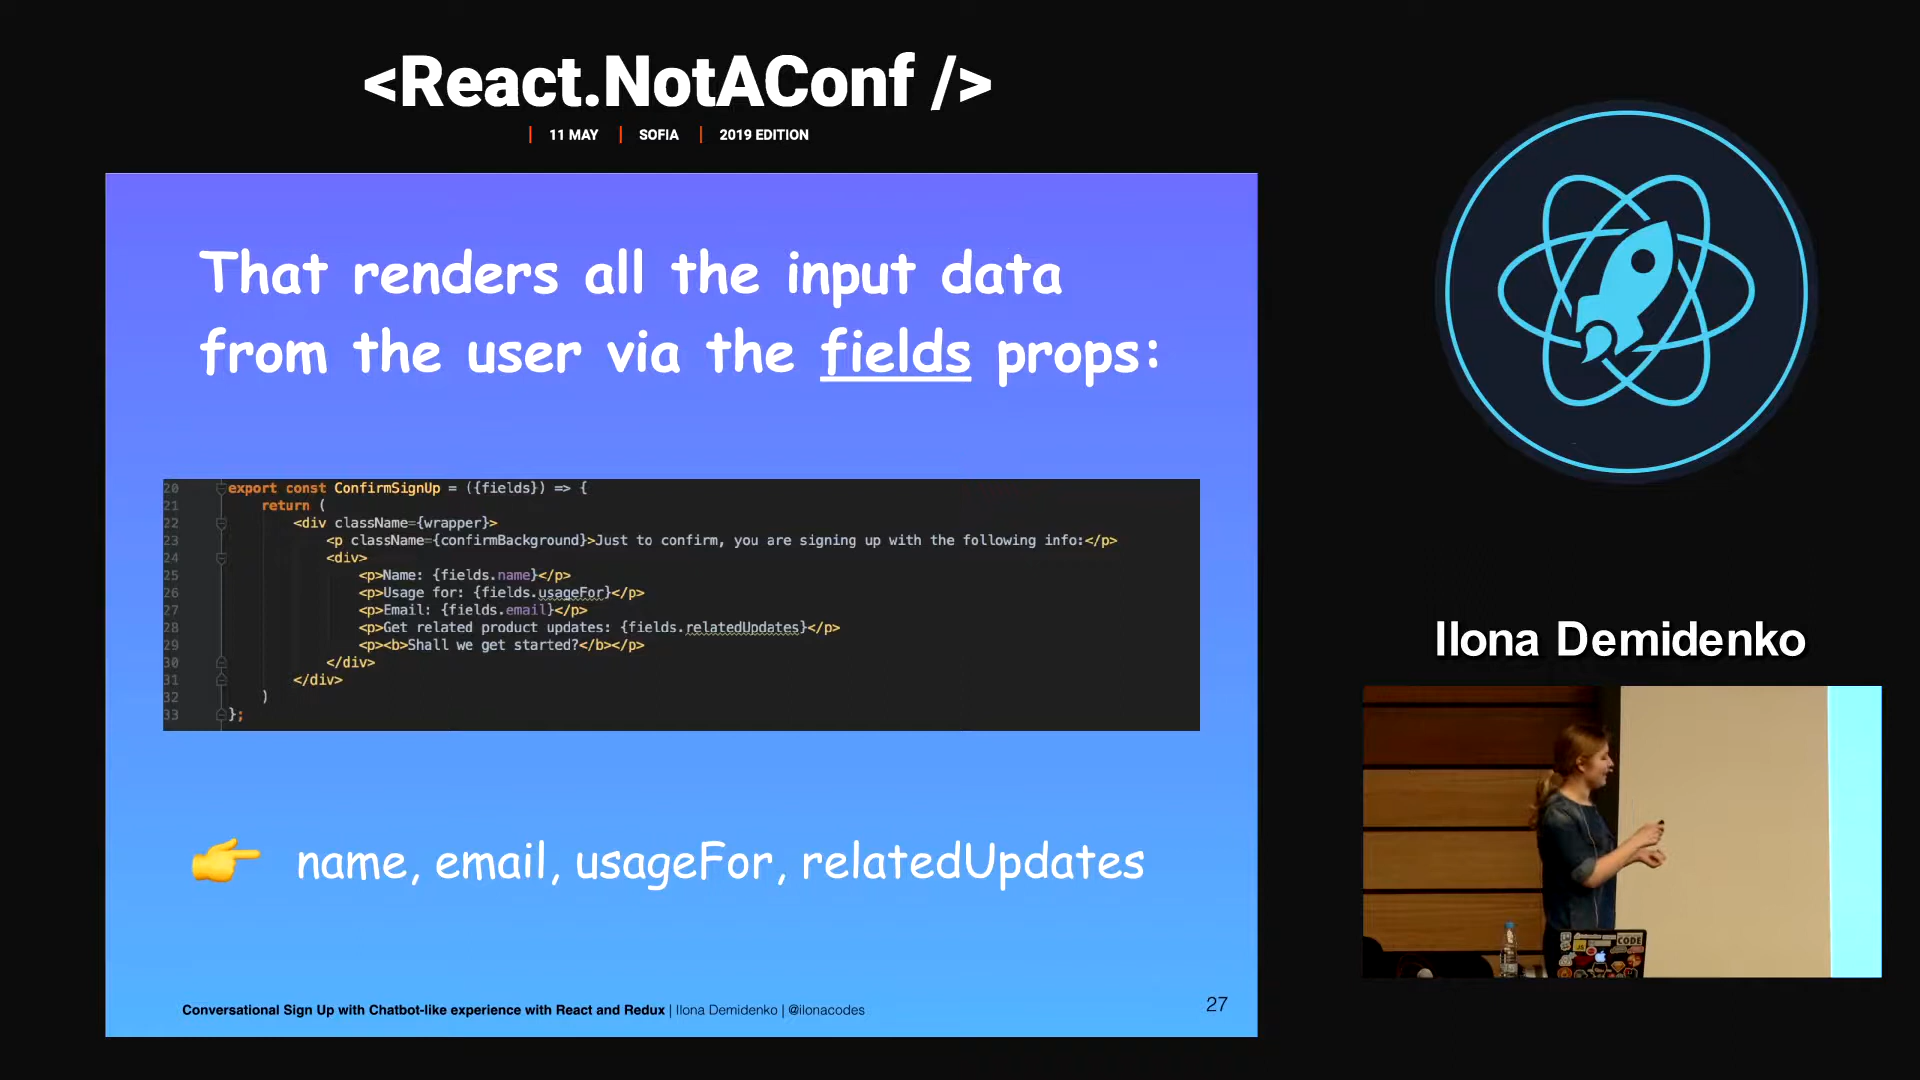 <React.NotAConf />
| 11 MAY | SOFIA | 2019 EDITION
That renders all the input data
from the user via the fields props:
20 export const ConfirmSignUp = ({fields}) => {
21 return (
22 <div className={wrapper}>
23 <p className={confirmBackground}>Just to confirm, you are signing up with the following info:</p>
24 <div>
25 <p>Name: {fields.name}</p>
26 <p>Usage for: {fields.usageFor}</p>
27 <p>Email: {fields.email}</p>
28 <p>Get related product updates: {fields.relatedUpdates}</p>
29 <p><b>Shall we get started?</b></p>
30 </div>
31 </div>
32 )
33 };
name, email, usageFor, relatedUpdates
Conversational Sign Up with Chatbot-like experience with React and Redux | Ilona Demidenko | @ilonacodes
27
Ilona Demidenko
CODE